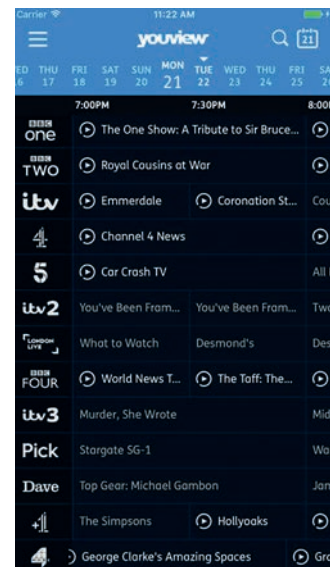 Carrier 11:22 AM
youview 21
ED THU FRI SAT SUN MON TUE WED THU FRI SA
16 17 18 19 20 21 22 23 24 25 2
7:00PM 7:30PM 8:00
BBC one The One Show: A Tribute to Sir Bruce...
BBC TWO Royal Cousins at War
itv Emmerdale Coronation St... Cou
4 Channel 4 News
5 Car Crash TV All
itv2 You've Been Fram... You've Been Fram... Two
LONDON LIVE What to Watch Desmond's Des
BBC FOUR World News T... The Taff: The...
itv3 Murder, She Wrote Mid
Pick Stargate SG-1 Wa
Dave Top Gear: Michael Gambon Jan
+1 The Simpsons Hollyoaks
4 George Clarke's Amazing Spaces Gro